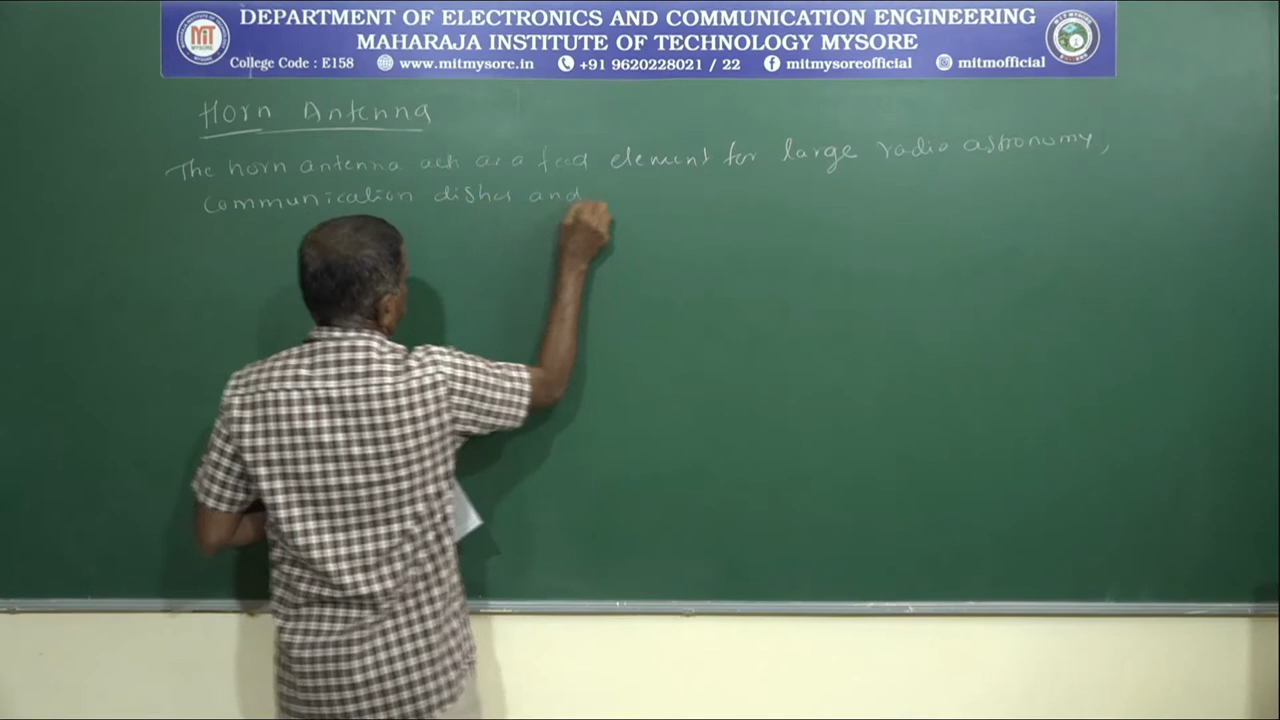 DEPARTMENT OF ELECTRONICS AND COMMUNICATION ENGINEERING
MAHARAJA INSTITUTE OF TECHNOLOGY MYSORE
College Code : E158 www.mitmysore.in +91 9620228021 / 22 mitmysoreofficial mitmofficial
MIT
MYSORE
Horn Antenna
The horn antenna act as a feed element for large radio astronomy,
communication dishes and